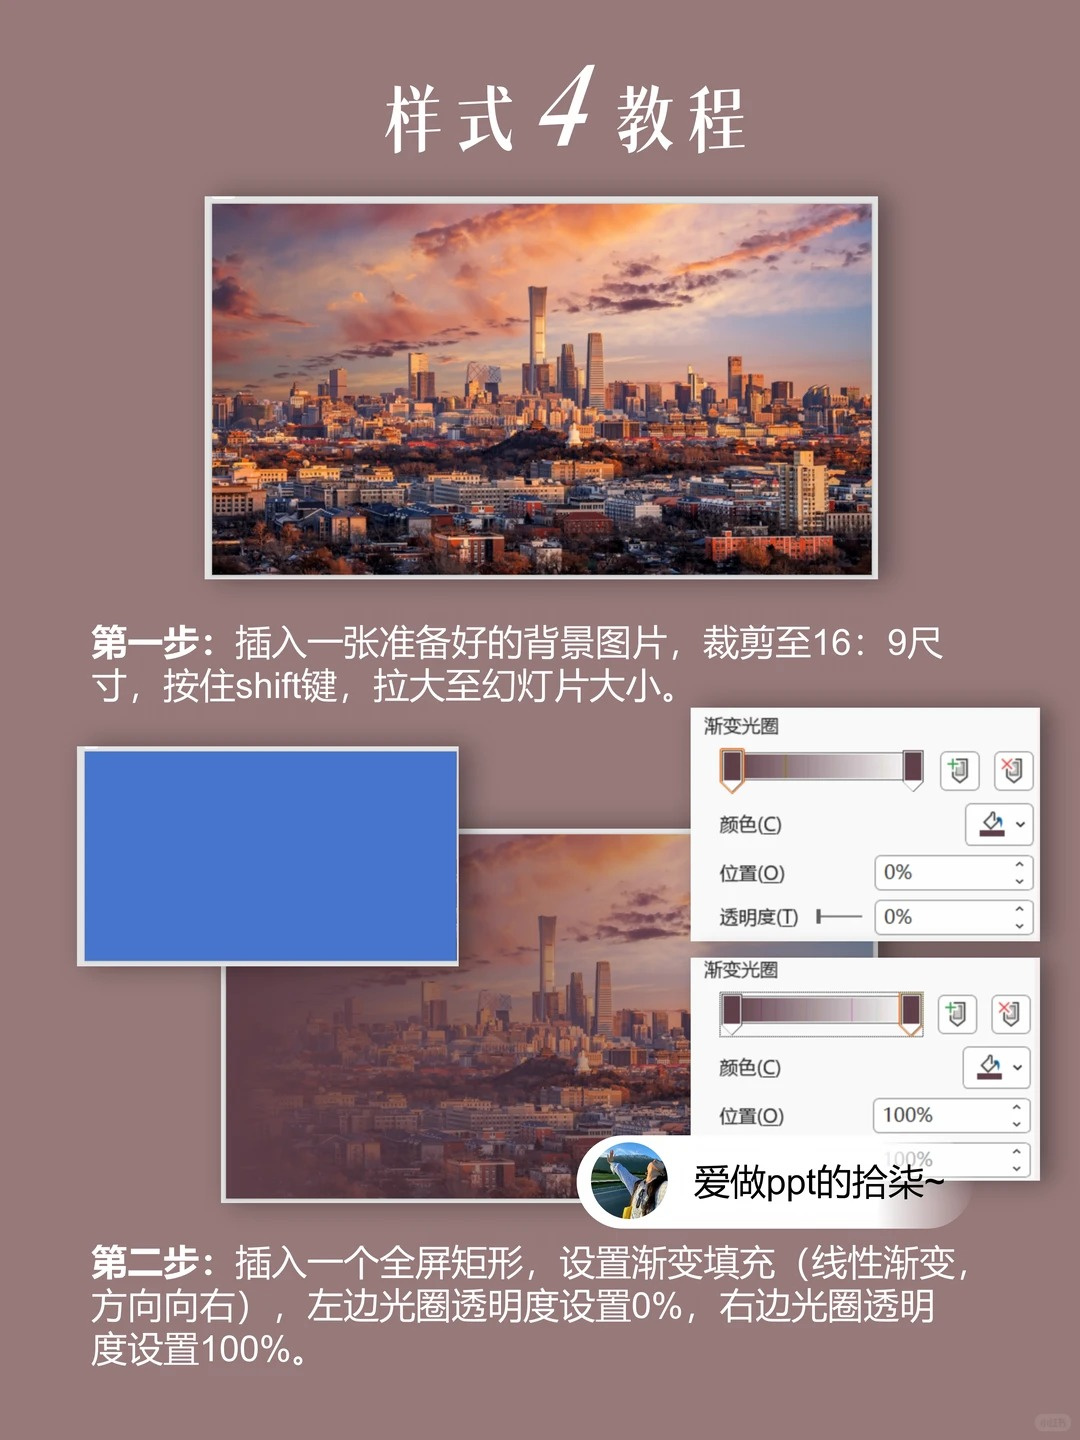 样式4教程
第一步：插入一张准备好的背景图片，裁剪至16：9尺
寸，按住shift键，拉大至幻灯片大小。
渐变光圈
颜色(C)
位置(O) 0%
透明度(T) 0%
渐变光圈
颜色(C)
位置(O) 100%
100%
爱做ppt的拾柒~
第二步：插入一个全屏矩形，设置渐变填充（线性渐变，
方向向右），左边光圈透明度设置0%，右边光圈透明
度设置100%。
小红书